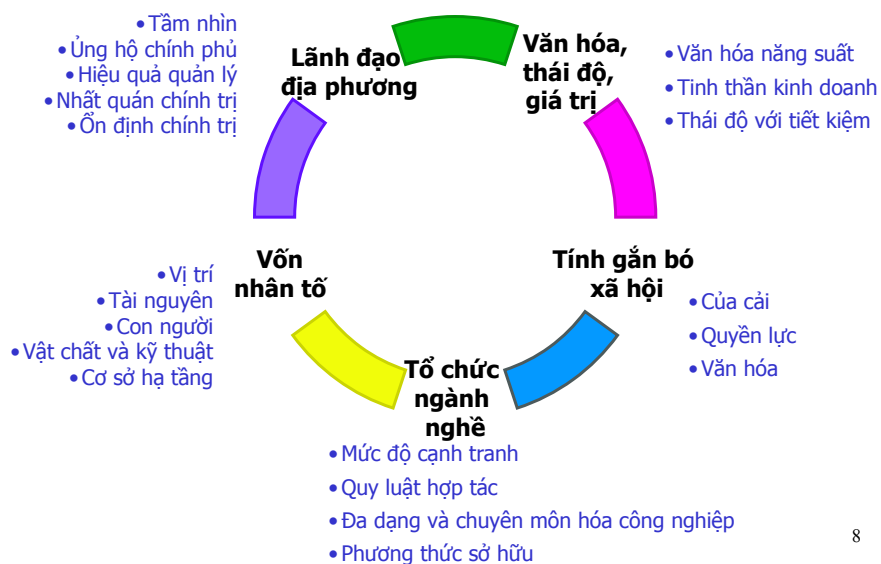 • Tầm nhìn
• Ủng hộ chính phủ
• Hiệu quả quản lý
• Nhất quán chính trị
• Ổn định chính trị
Lãnh đạo
địa phương
Văn hóa,
thái độ,
giá trị
• Văn hóa năng suất
• Tinh thần kinh doanh
• Thái độ với tiết kiệm
• Vị trí
• Tài nguyên
• Con người
• Vật chất và kỹ thuật
• Cơ sở hạ tầng
Vốn
nhân tố
Tính gắn bó
xã hội
• Của cải
• Quyền lực
• Văn hóa
Tổ chức
ngành
nghề
• Mức độ cạnh tranh
• Quy luật hợp tác
• Đa dạng và chuyên môn hóa công nghiệp
• Phương thức sở hữu
8